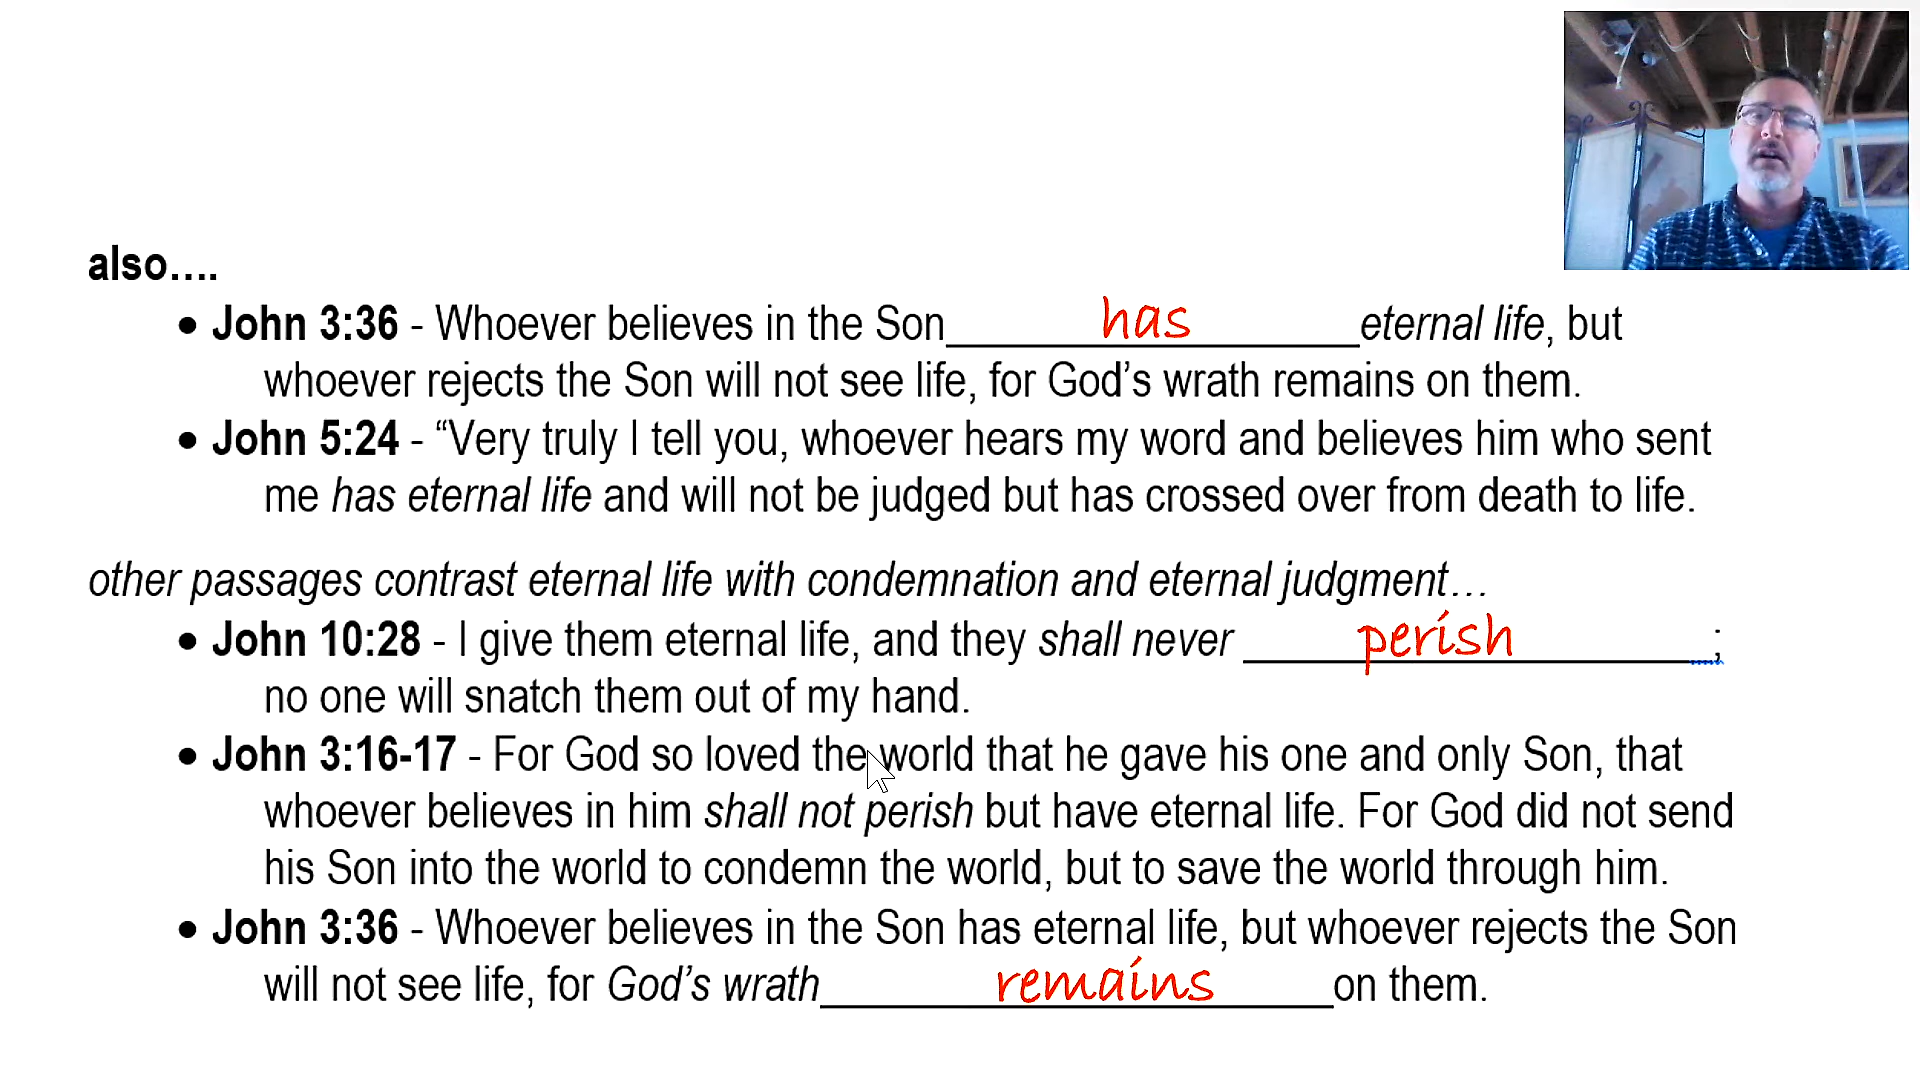 also….
• John 3:36 - Whoever believes in the Son has eternal life, but
whoever rejects the Son will not see life, for God’s wrath remains on them.
• John 5:24 - “Very truly I tell you, whoever hears my word and believes him who sent
me has eternal life and will not be judged but has crossed over from death to life.
other passages contrast eternal life with condemnation and eternal judgment…
• John 10:28 - I give them eternal life, and they shall never perish ;
no one will snatch them out of my hand.
• John 3:16-17 - For God so loved the world that he gave his one and only Son, that
whoever believes in him shall not perish but have eternal life. For God did not send
his Son into the world to condemn the world, but to save the world through him.
• John 3:36 - Whoever believes in the Son has eternal life, but whoever rejects the Son
will not see life, for God’s wrath remains on them.